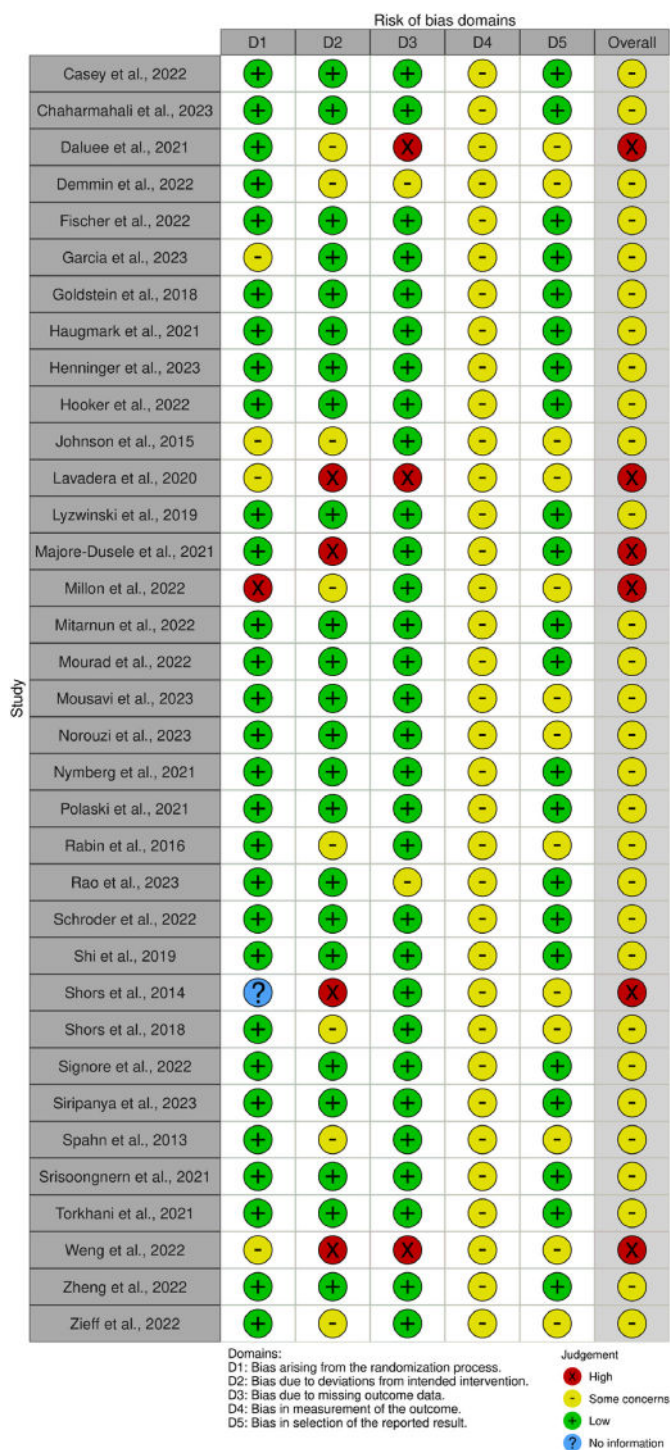 Risk of bias domains
D1 D2 D3 D4 D5 Overall
Study
Casey et al., 2022 + + + - + -
Chaharmahali et al., 2023 + + + - + -
Daluee et al., 2021 + - X - - X
Demmin et al., 2022 + - - - - -
Fischer et al., 2022 + + + - + -
Garcia et al., 2023 - + + - + -
Goldstein et al., 2018 + + + - + -
Haugmark et al., 2021 + + + - + -
Henninger et al., 2023 + + + - + -
Hooker et al., 2022 + + + - + -
Johnson et al., 2015 - - + - - -
Lavadera et al., 2020 - X X - - X
Lyzwinski et al., 2019 + + + - + -
Majore-Dusele et al., 2021 + X + - + X
Millon et al., 2022 X - + - - X
Mitarnun et al., 2022 + + + - + -
Mourad et al., 2022 + + + - + -
Mousavi et al., 2023 + + + - - -
Norouzi et al., 2023 + + + - - -
Nymberg et al., 2021 + + + - + -
Polaski et al., 2021 + + + - + -
Rabin et al., 2016 + - + - - -
Rao et al., 2023 + + - - + -
Schroder et al., 2022 + + + - + -
Shi et al., 2019 + + + - + -
Shors et al., 2014 ? X + - - X
Shors et al., 2018 + - + - - -
Signore et al., 2022 + + + - + -
Siripanya et al., 2023 + + + - + -
Spahn et al., 2013 + - + - - -
Srisoongnern et al., 2021 + + + - + -
Torkhani et al., 2021 + + + - + -
Weng et al., 2022 - X X - - X
Zheng et al., 2022 + + + - + -
Zieff et al., 2022 + - + - - -
Domains:
D1: Bias arising from the randomization process.
D2: Bias due to deviations from intended intervention.
D3: Bias due to missing outcome data.
D4: Bias in measurement of the outcome.
D5: Bias in selection of the reported result.
Judgement
X High
- Some concerns
+ Low
? No information